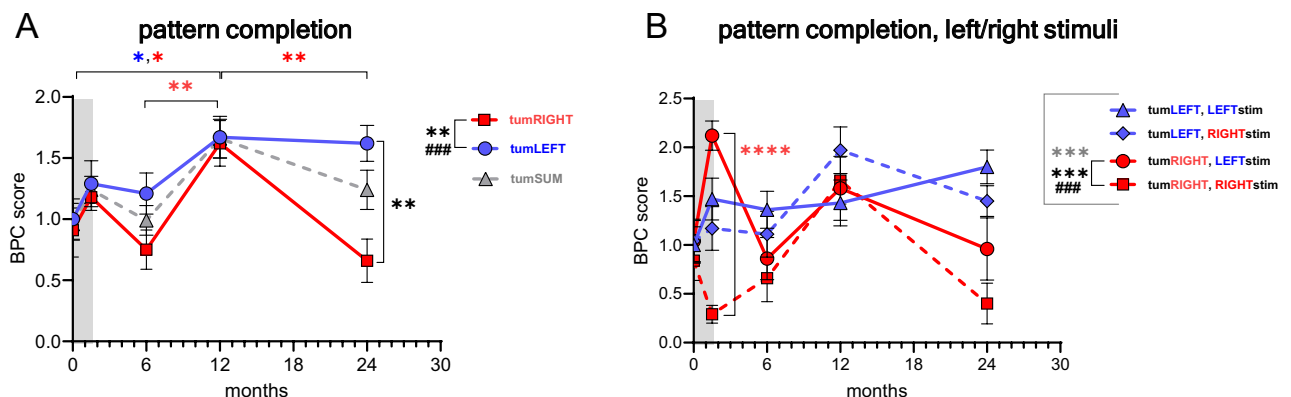 A
pattern completion
*,*
**
**
2.0
1.5
1.0
0.5
0.0
BPC score
0
6
12
18
24
30
months
**
**
###
tumRIGHT
tumLEFT
tumSUM
B
pattern completion, left/right stimuli
2.5
2.0
1.5
1.0
0.5
0.0
BPC score
****
0
6
12
18
24
30
months
***
***
###
tumLEFT, LEFTstim
tumLEFT, RIGHTstim
tumRIGHT, LEFTstim
tumRIGHT, RIGHTstim